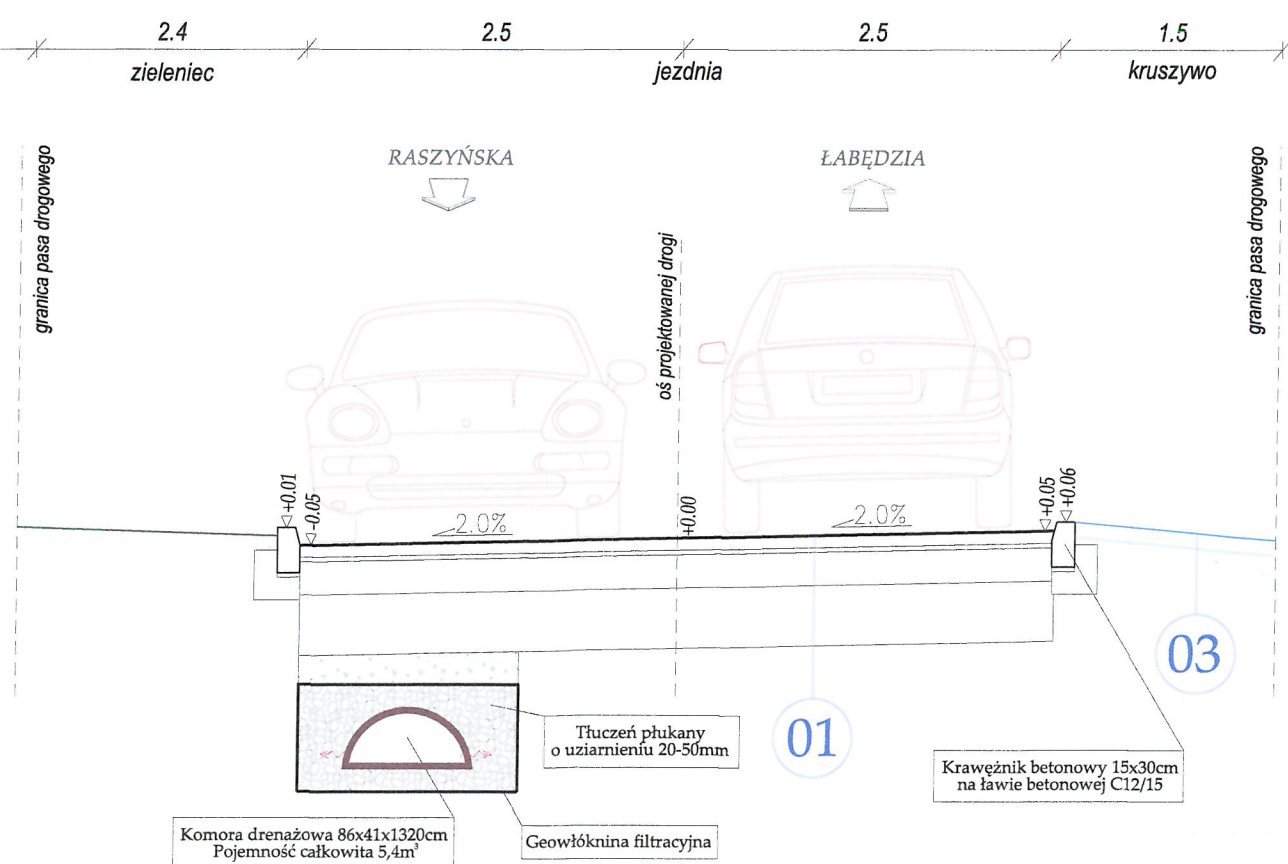 2.4 2.5 2.5 1.5
zieleniec jezdnia kruszywo
granica pasa drogowego
RASZYŃSKA
ŁABĘDZIA
granica pasa drogowego
oś projektowanej drogi
+0.01
-0.05
2.0%
+0.00
2.0%
+0.05
+0.06
03
01
Tłuczeń płukany
o uziarnieniu 20-50mm
Krawężnik betonowy 15x30cm
na ławie betonowej C12/15
Komora drenażowa 86x41x1320cm
Pojemność całkowita 5,4m³
Geowłóknina filtracyjna